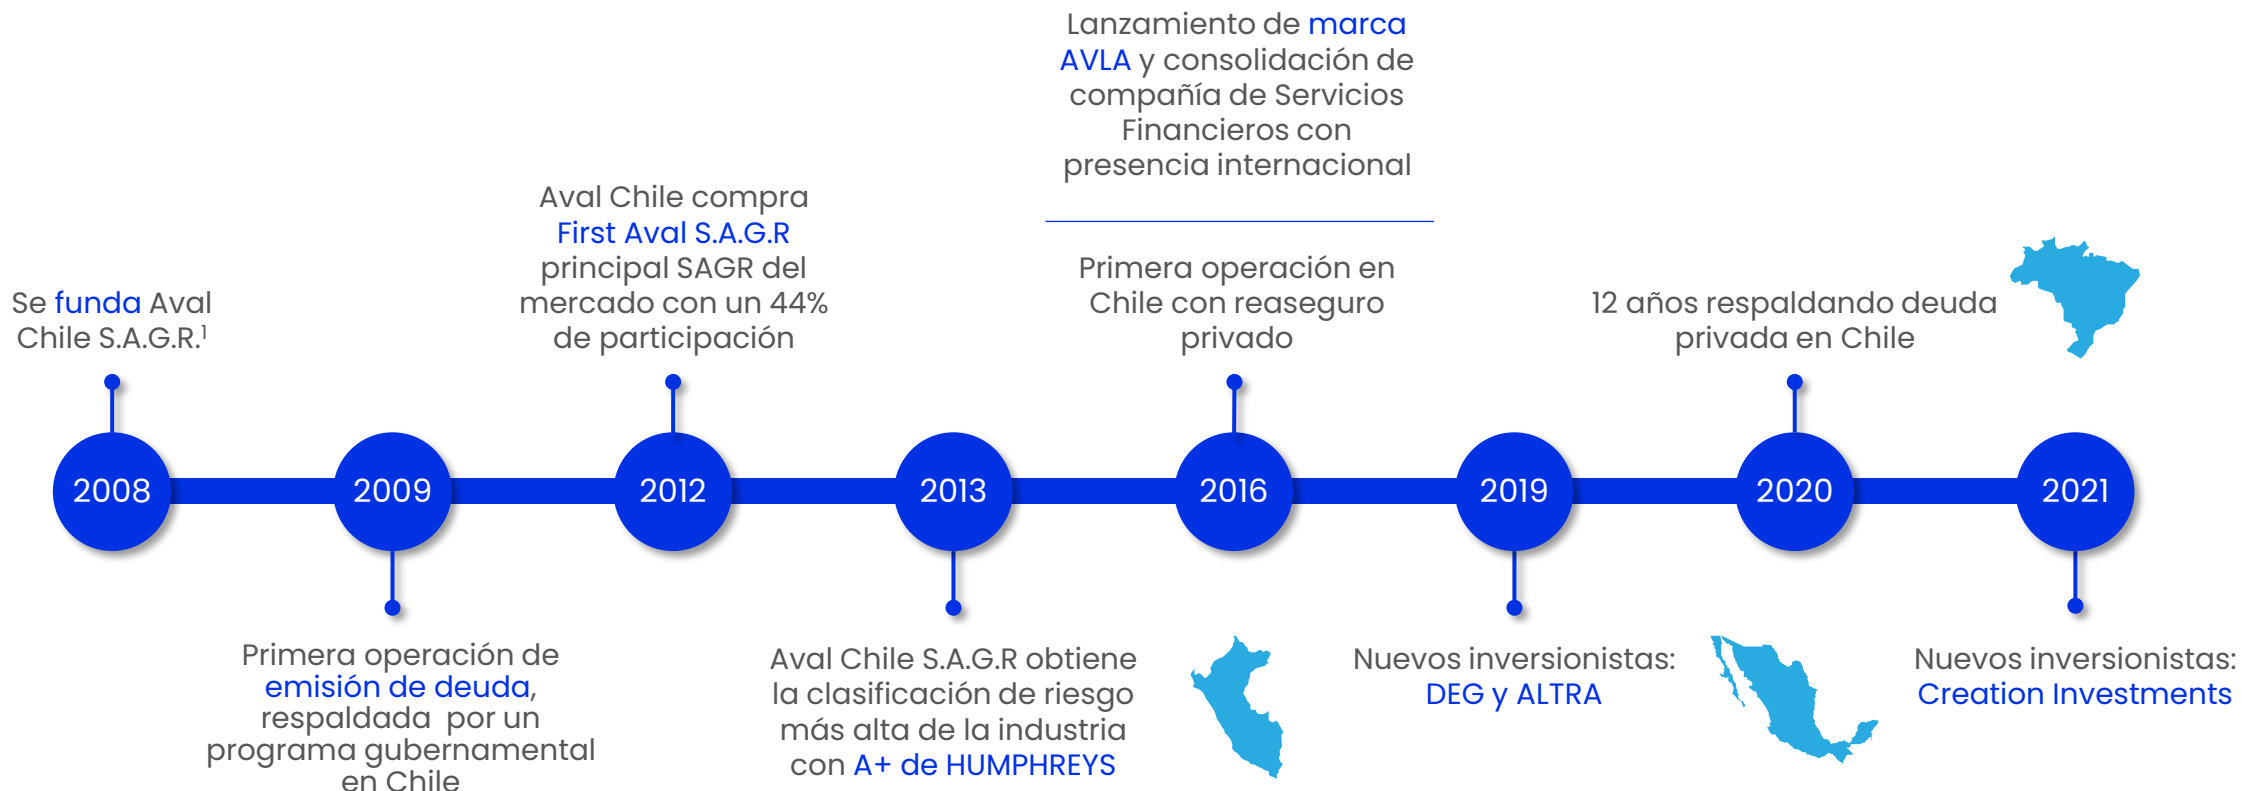 Se funda Aval
Chile S.A.G.R.¹
Aval Chile compra
First Aval S.A.G.R
principal SAGR del
mercado con un 44%
de participación
Lanzamiento de marca
AVLA y consolidación de
compañía de Servicios
Financieros con
presencia internacional
Primera operación en
Chile con reaseguro
privado
12 años respaldando deuda
privada en Chile
2008
2009
2012
2013
2016
2019
2020
2021
Primera operación de
emisión de deuda,
respaldada por un
programa gubernamental
en Chile
Aval Chile S.A.G.R obtiene
la clasificación de riesgo
más alta de la industria
con A+ de HUMPHREYS
Nuevos inversionistas:
DEG y ALTRA
Nuevos inversionistas:
Creation Investments